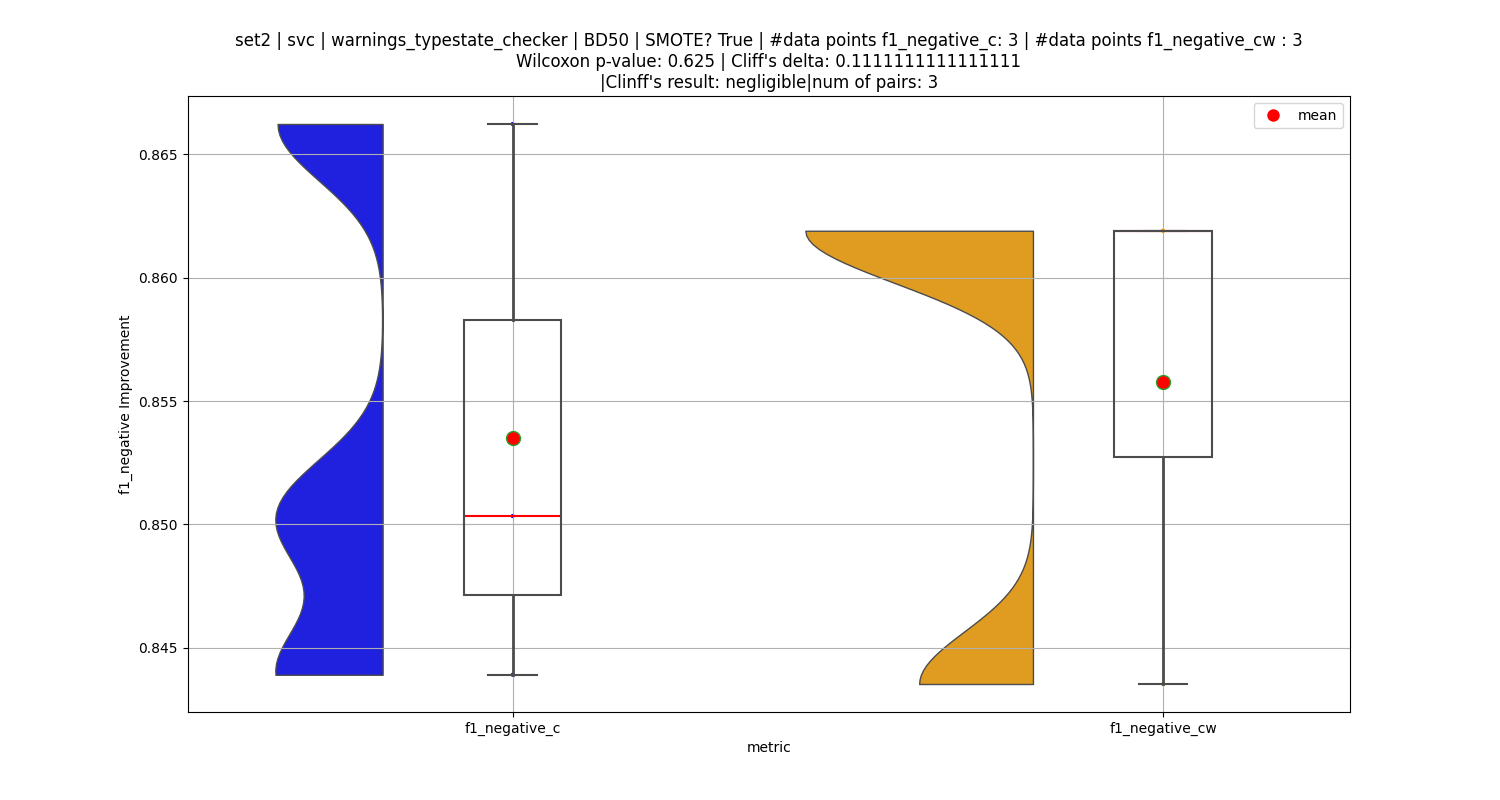 set2 | svc | warnings_typestate_checker | BD50 | SMOTE? True | #data points f1_negative_c: 3 | #data points f1_negative_cw : 3
Wilcoxon p-value: 0.625 | Cliff's delta: 0.1111111111111111
|Clinff's result: negligible|num of pairs: 3
mean
0.865
0.860
0.855
0.850
0.845
f1_negative Improvement
f1_negative_c
f1_negative_cw
metric